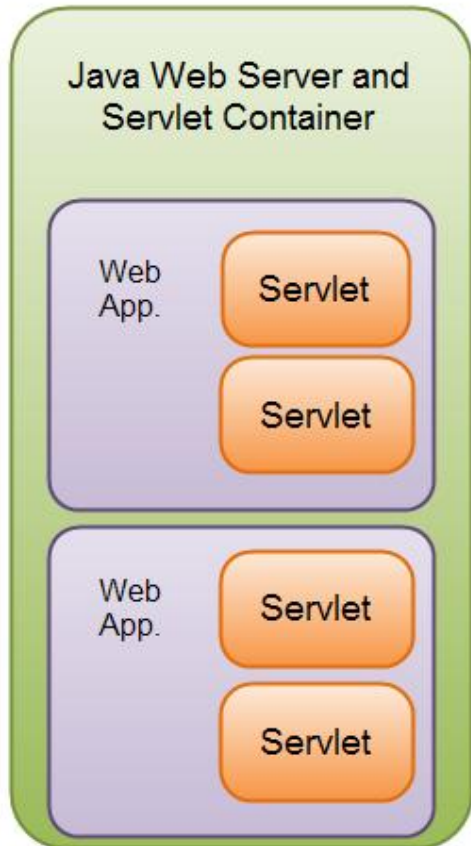 Java Web Server and
Servlet Container
Web
App.
Servlet
Servlet
Web
App.
Servlet
Servlet